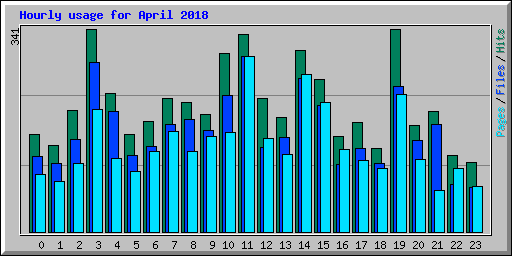 Hourly usage for April 2018
341
Pages/Files/Hits
0 1 2 3 4 5 6 7 8 9 10 11 12 13 14 15 16 17 18 19 20 21 22 23